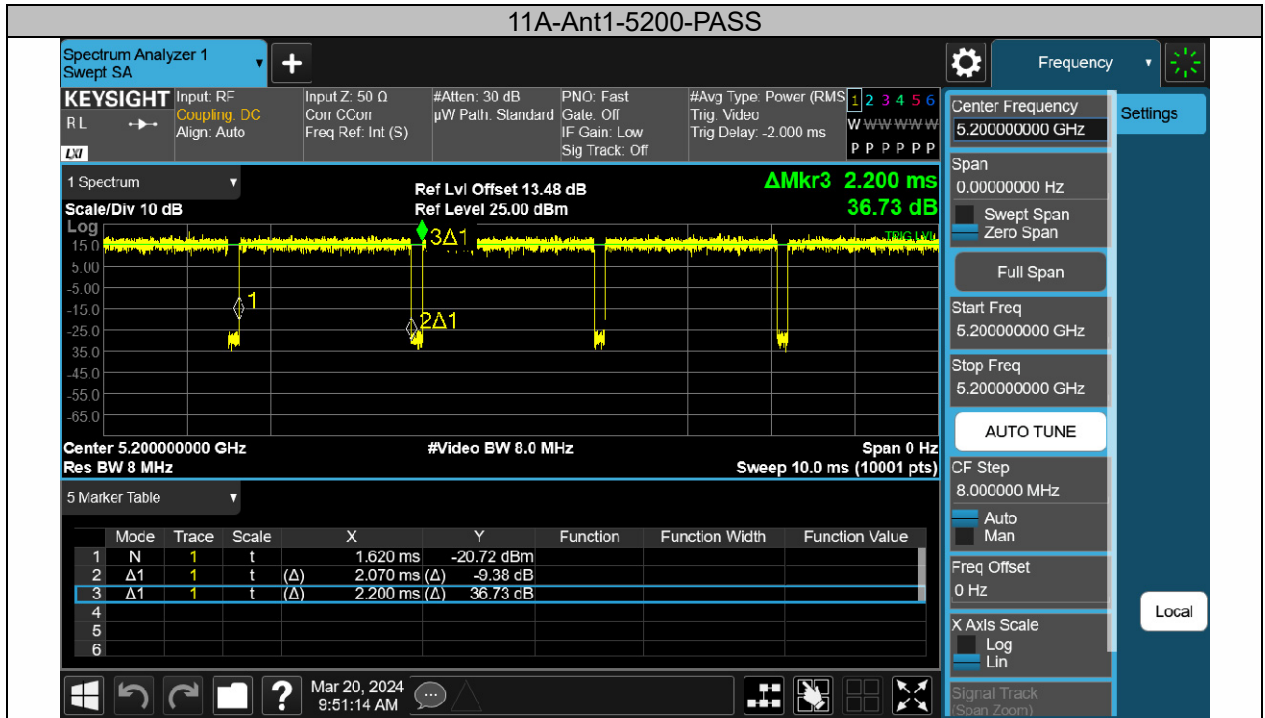 11A-Ant1-5200-PASS
Spectrum Analyzer 1
Swept SA
Frequency
KEYSIGHT
RL
LXI
Input: RF
Coupling: DC
Align: Auto
Input Z: 50 Ω
Corr CCorr
Freq Ref: Int (S)
#Atten: 30 dB
µW Path: Standard
PNO: Fast
Gate: Off
IF Gain: Low
Sig Track: Off
#Avg Type: Power (RMS
Trig: Video
Trig Delay: -2.000 ms
1 2 3 4 5 6
W W W W W W
P P P P P P
1 Spectrum
Scale/Div 10 dB
Ref Lvl Offset 13.48 dB
Ref Level 25.00 dBm
ΔMkr3 2.200 ms
36.73 dB
Log
15.0
5.00
-5.00
-15.0
-25.0
-35.0
-45.0
-55.0
-65.0
3Δ1
TRIG LVL
1
2Δ1
Center 5.200000000 GHz
Res BW 8 MHz
#Video BW 8.0 MHz
Span 0 Hz
Sweep 10.0 ms (10001 pts)
5 Marker Table
Mode Trace Scale X Y Function Function Width Function Value
1 N 1 t 1.620 ms -20.72 dBm
2 Δ1 1 t (Δ) 2.070 ms (Δ) -9.38 dB
3 Δ1 1 t (Δ) 2.200 ms (Δ) 36.73 dB
4
5
6
Mar 20, 2024
9:51:14 AM
Center Frequency
5.200000000 GHz
Span
0.00000000 Hz
Swept Span
Zero Span
Full Span
Start Freq
5.200000000 GHz
Stop Freq
5.200000000 GHz
AUTO TUNE
CF Step
8.000000 MHz
Auto
Man
Freq Offset
0 Hz
X Axis Scale
Log
Lin
Signal Track
(Span Zoom)
Settings
Local